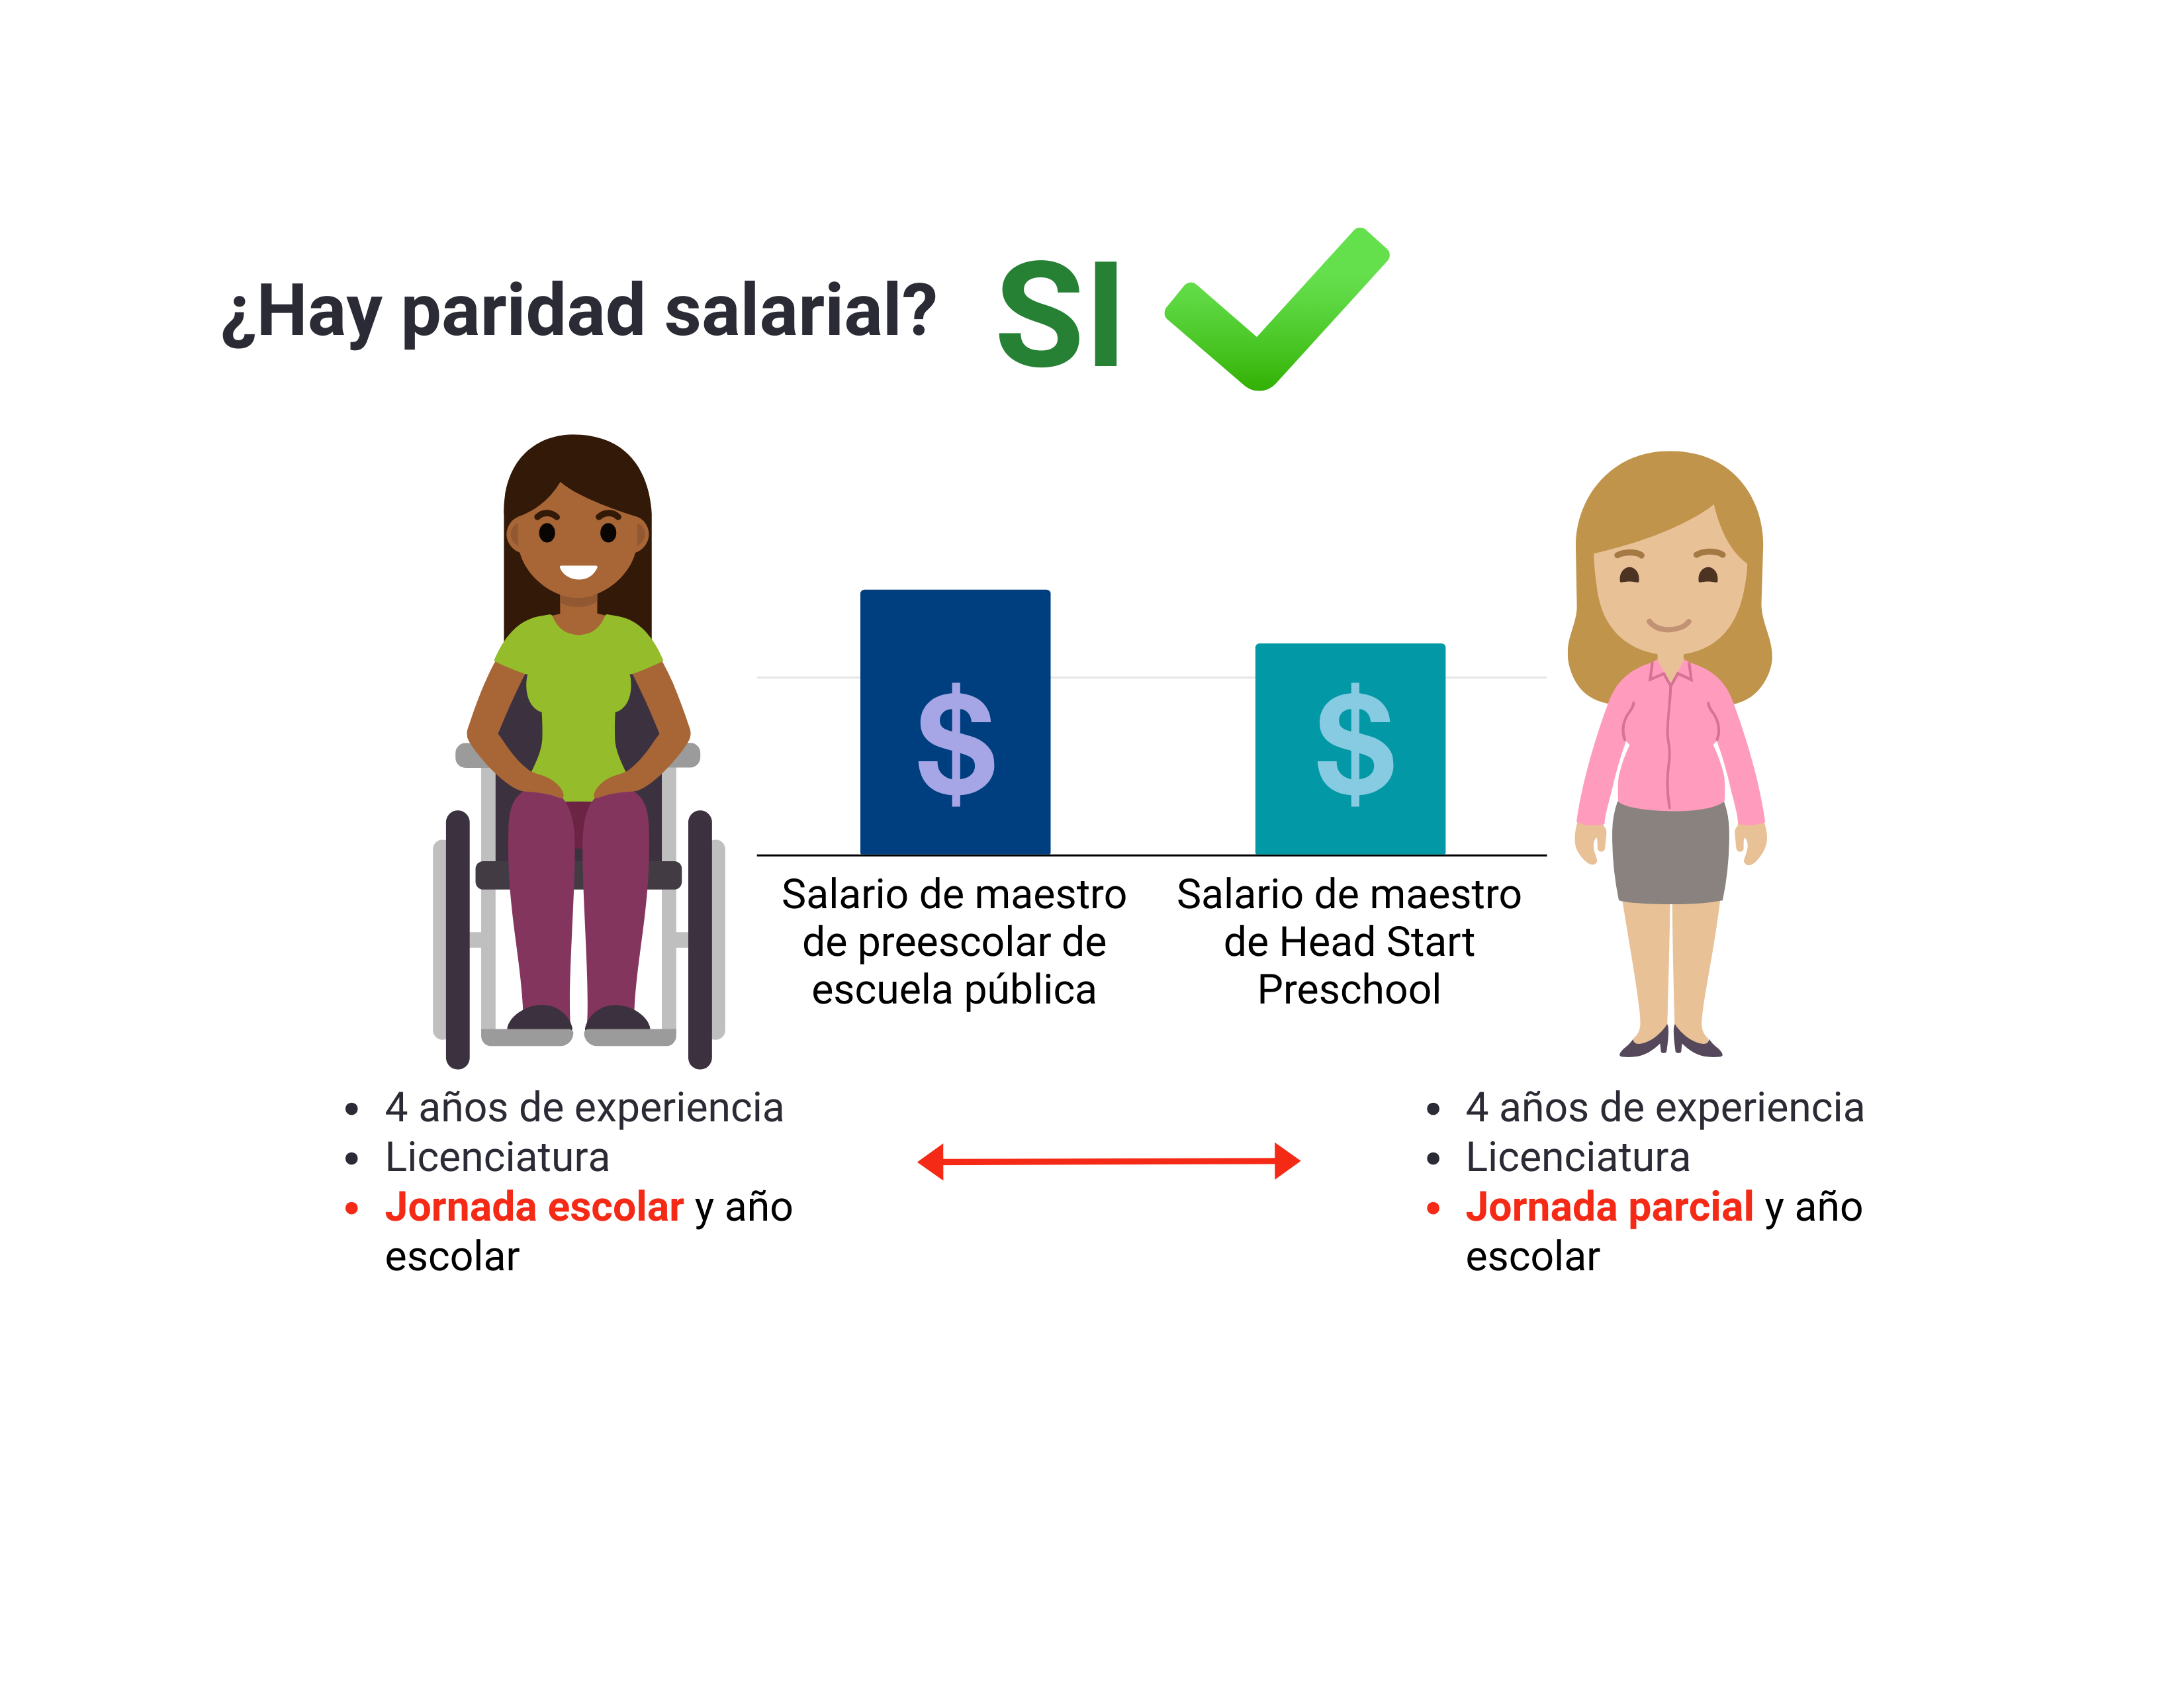 ¿Hay paridad salarial?
SI
$
$
Salario de maestro
de preescolar de
escuela pública
Salario de maestro
de Head Start
Preschool
• 4 años de experiencia
• Licenciatura
• Jornada escolar y año
escolar
• 4 años de experiencia
• Licenciatura
• Jornada parcial y año
escolar